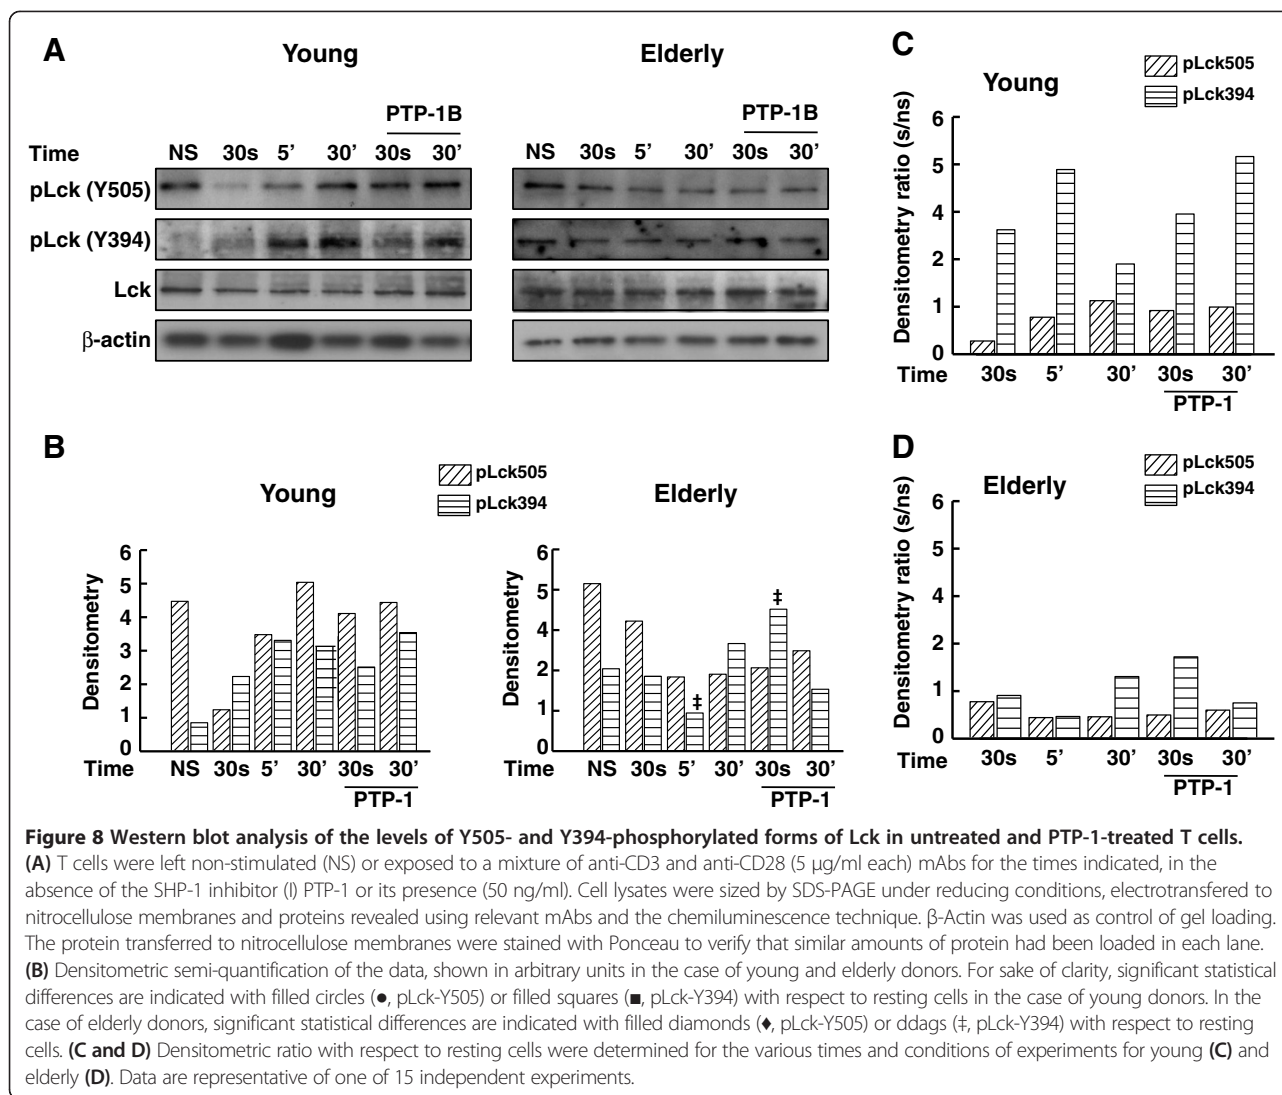 A
Young
Elderly
PTP-1B
PTP-1B
Time NS 30s 5’ 30’ 30s 30’
NS 30s 5’ 30’ 30s 30’
pLck (Y505)
pLck (Y394)
Lck
β-actin
C
Young
pLck505
pLck394
Densitometry ratio (s/ns)
6
5
4
2
1
0
Time 30s 5’ 30’ 30s 30’
PTP-1
B
Young
pLck505
pLck394
Elderly
Densitometry
6
5
4
3
2
1
0
Time NS 30s 5’ 30’ 30s 30’
PTP-1
Densitometry
6
5
4
2
1
0
‡
‡
Time NS 30s 5’ 30’ 30s 30’
PTP-1
D
Elderly
pLck505
pLck394
Densitometry ratio (s/ns)
6
5
4
2
1
0
Time 30s 5’ 30’ 30s 30’
PTP-1
Figure 8 Western blot analysis of the levels of Y505- and Y394-phosphorylated forms of Lck in untreated and PTP-1-treated T cells.
(A) T cells were left non-stimulated (NS) or exposed to a mixture of anti-CD3 and anti-CD28 (5 μg/ml each) mAbs for the times indicated, in the
absence of the SHP-1 inhibitor (I) PTP-1 or its presence (50 ng/ml). Cell lysates were sized by SDS-PAGE under reducing conditions, electrotransfered to
nitrocellulose membranes and proteins revealed using relevant mAbs and the chemiluminescence technique. β-Actin was used as control of gel loading.
The protein transferred to nitrocellulose membranes were stained with Ponceau to verify that similar amounts of protein had been loaded in each lane.
(B) Densitometric semi-quantification of the data, shown in arbitrary units in the case of young and elderly donors. For sake of clarity, significant statistical
differences are indicated with filled circles (●, pLck-Y505) or filled squares (■, pLck-Y394) with respect to resting cells in the case of young donors. In the
case of elderly donors, significant statistical differences are indicated with filled diamonds (♦, pLck-Y505) or ddags (‡, pLck-Y394) with respect to resting
cells. (C and D) Densitometric ratio with respect to resting cells were determined for the various times and conditions of experiments for young (C) and
elderly (D). Data are representative of one of 15 independent experiments.